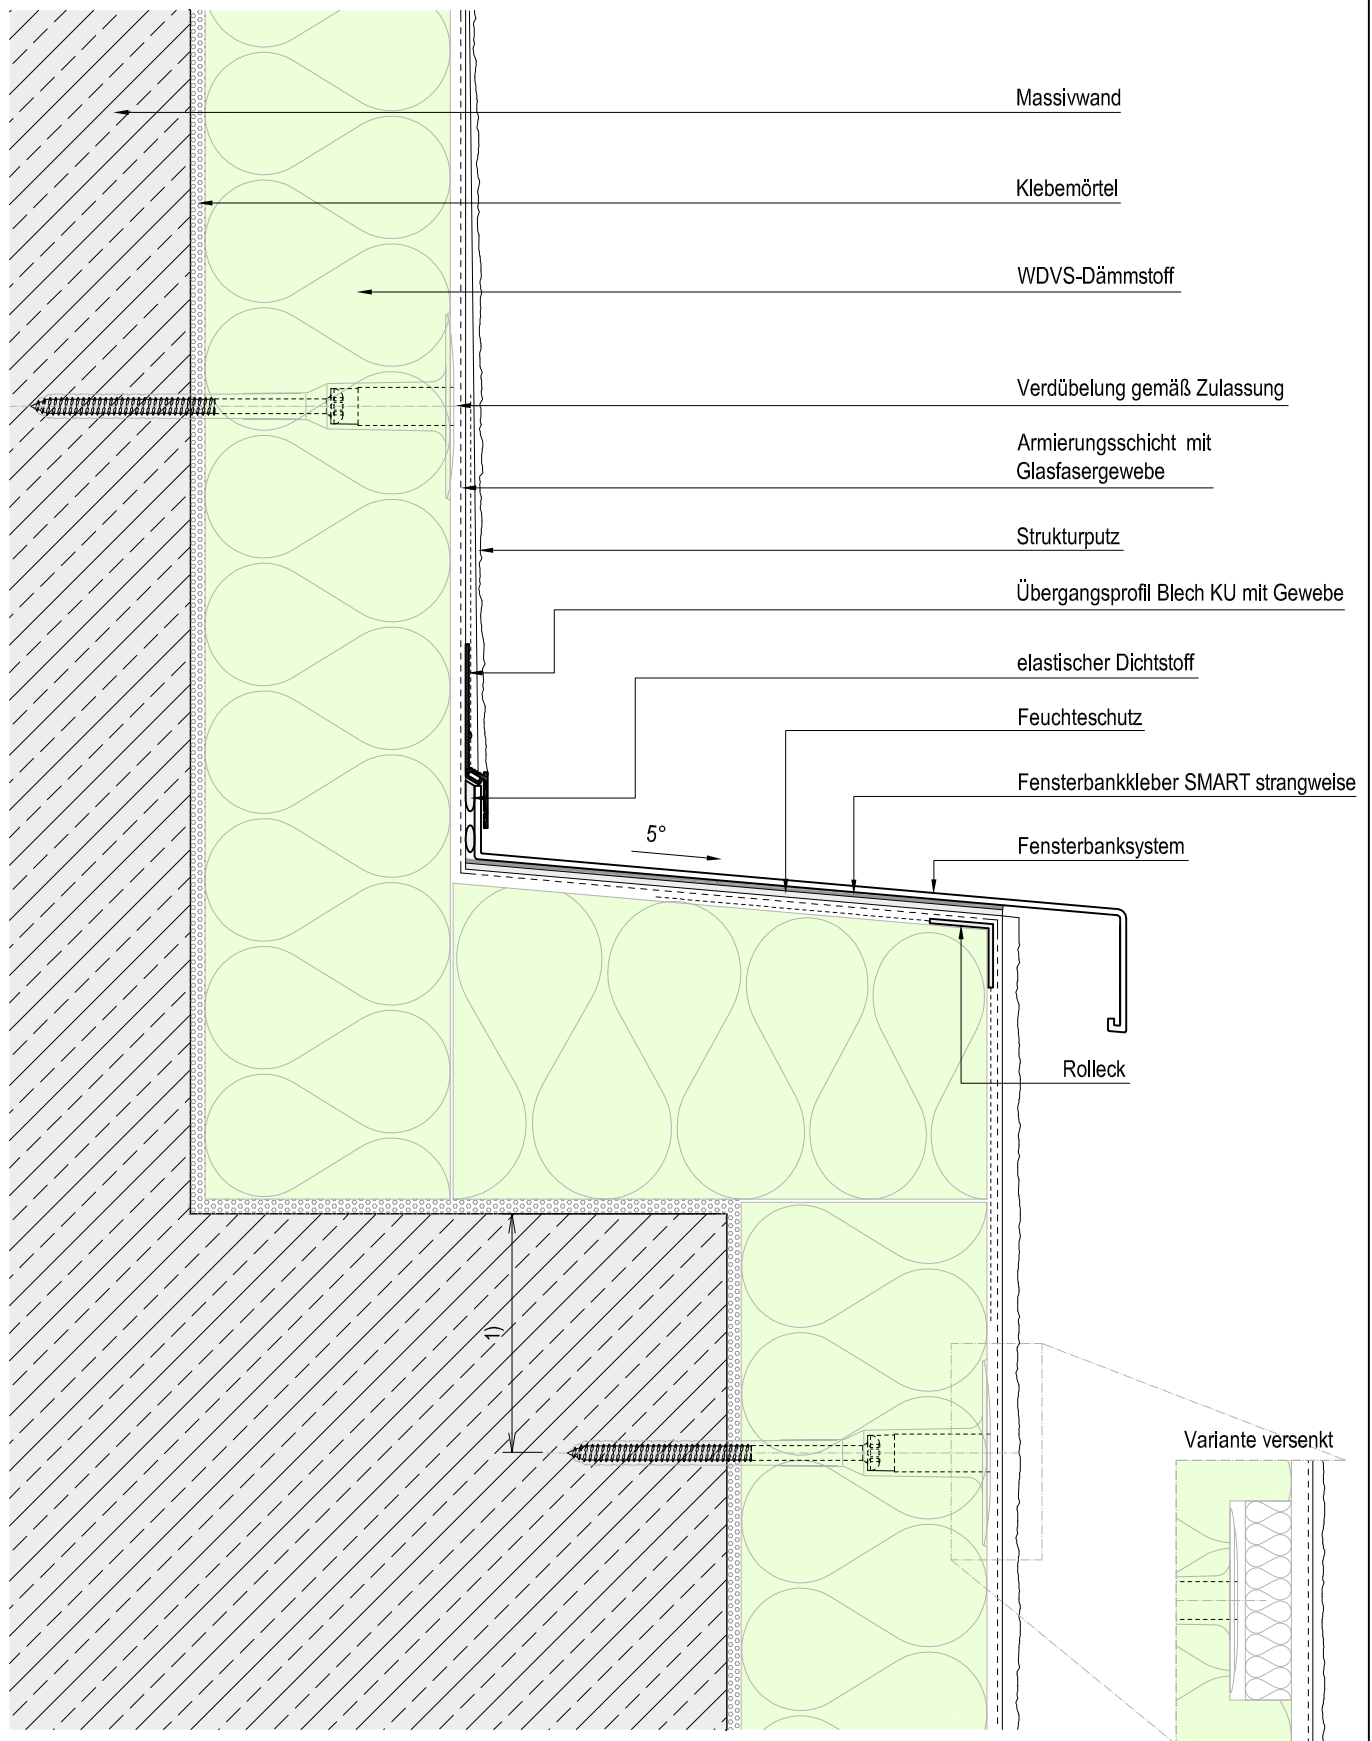 Massivwand
Klebemörtel
WDVS-Dämmstoff
Verdübelung gemäß Zulassung
Armierungsschicht mit
Glasfasergewebe
Strukturputz
Übergangsprofil Blech KU mit Gewebe
elastischer Dichtstoff
Feuchteschutz
Fensterbankkleber SMART strangweise
5°
Fensterbanksystem
Rolleck
1)
Variante versenkt